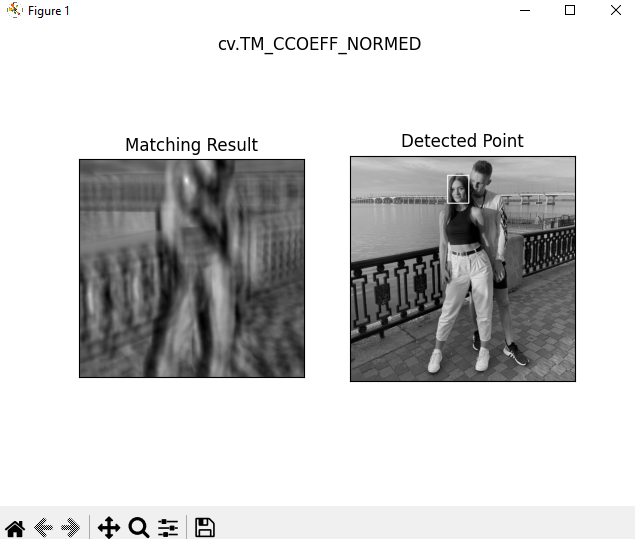 Figure 1
cv.TM_CCOEFF_NORMED
Matching Result
Detected Point